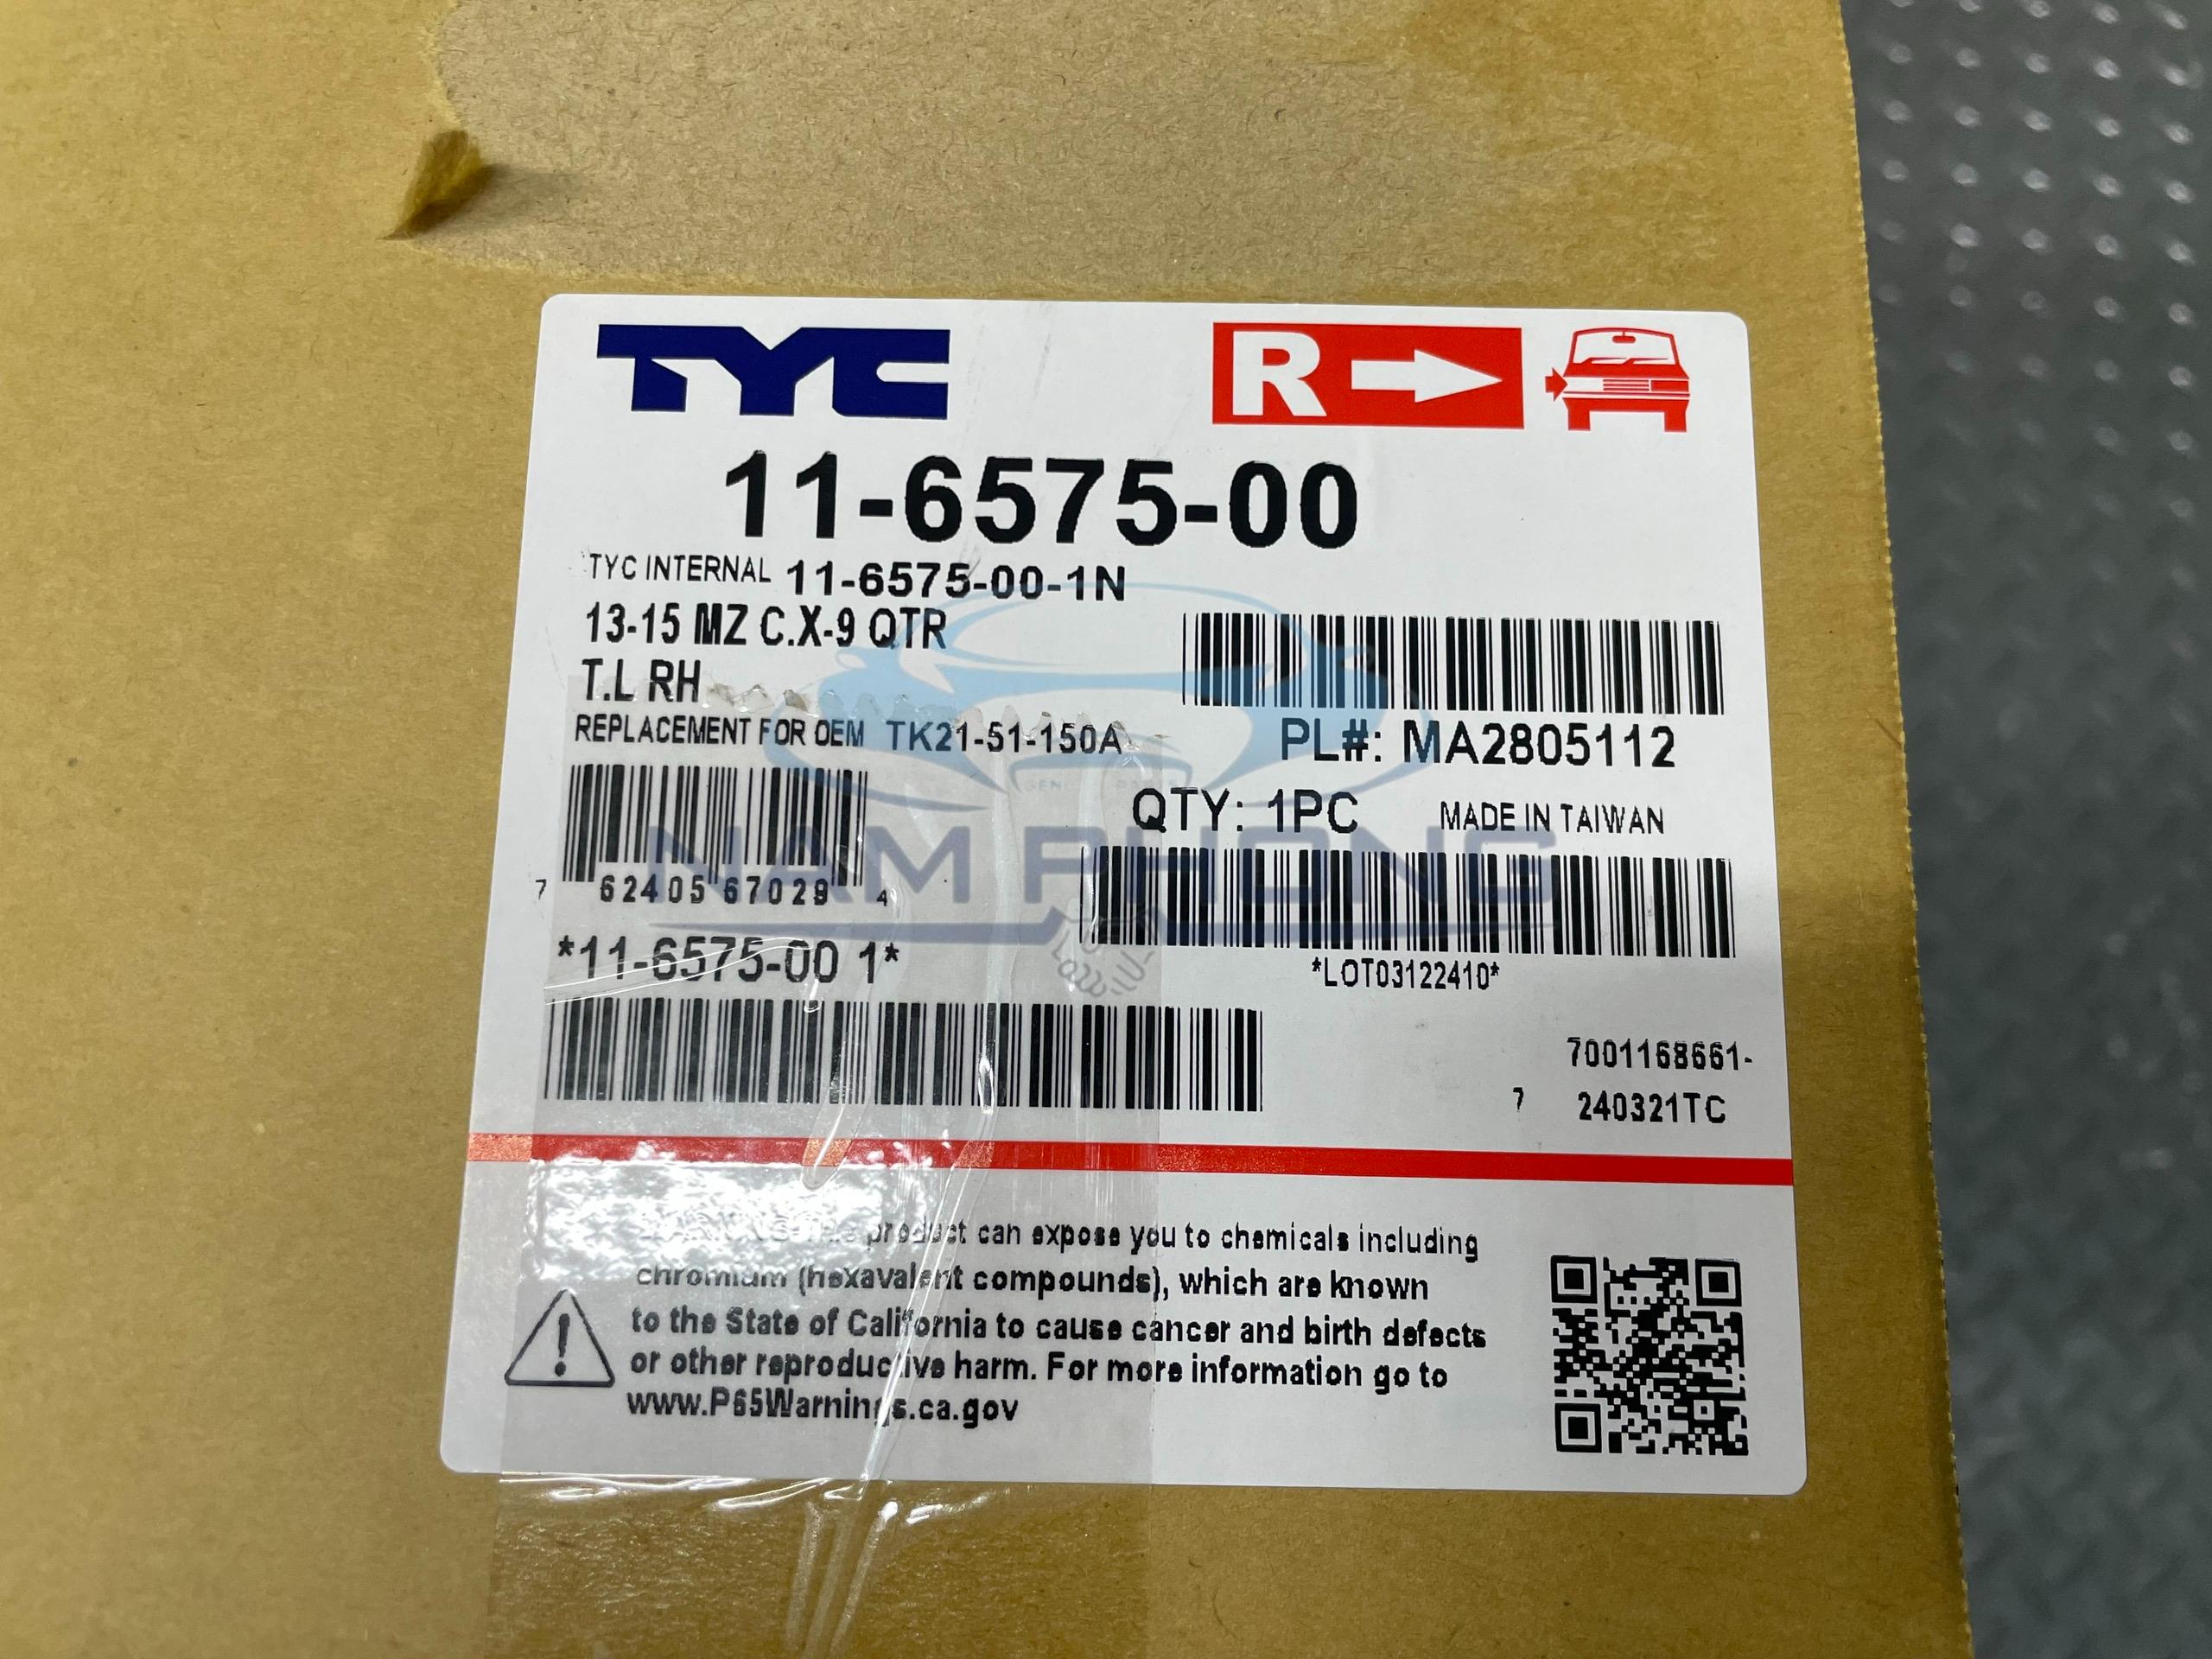 TYC
R
11-6575-00
TYC INTERNAL 11-6575-00-1N
13-15 MZ C.X-9 QTR
T.L RH
REPLACEMENT FOR OEM TK21-51-150A
PL#: MA2805112
QTY: 1PC MADE IN TAIWAN
7 62405 67029 4
NAM PHONG
*11-6575-00 1*
*LOT03122410*
7001168661-
7 240321TC
product can expose you to chemicals including
chromium (hexavalent compounds), which are known
to the State of California to cause cancer and birth defects
or other reproductive harm. For more information go to
www.P65Warnings.ca.gov